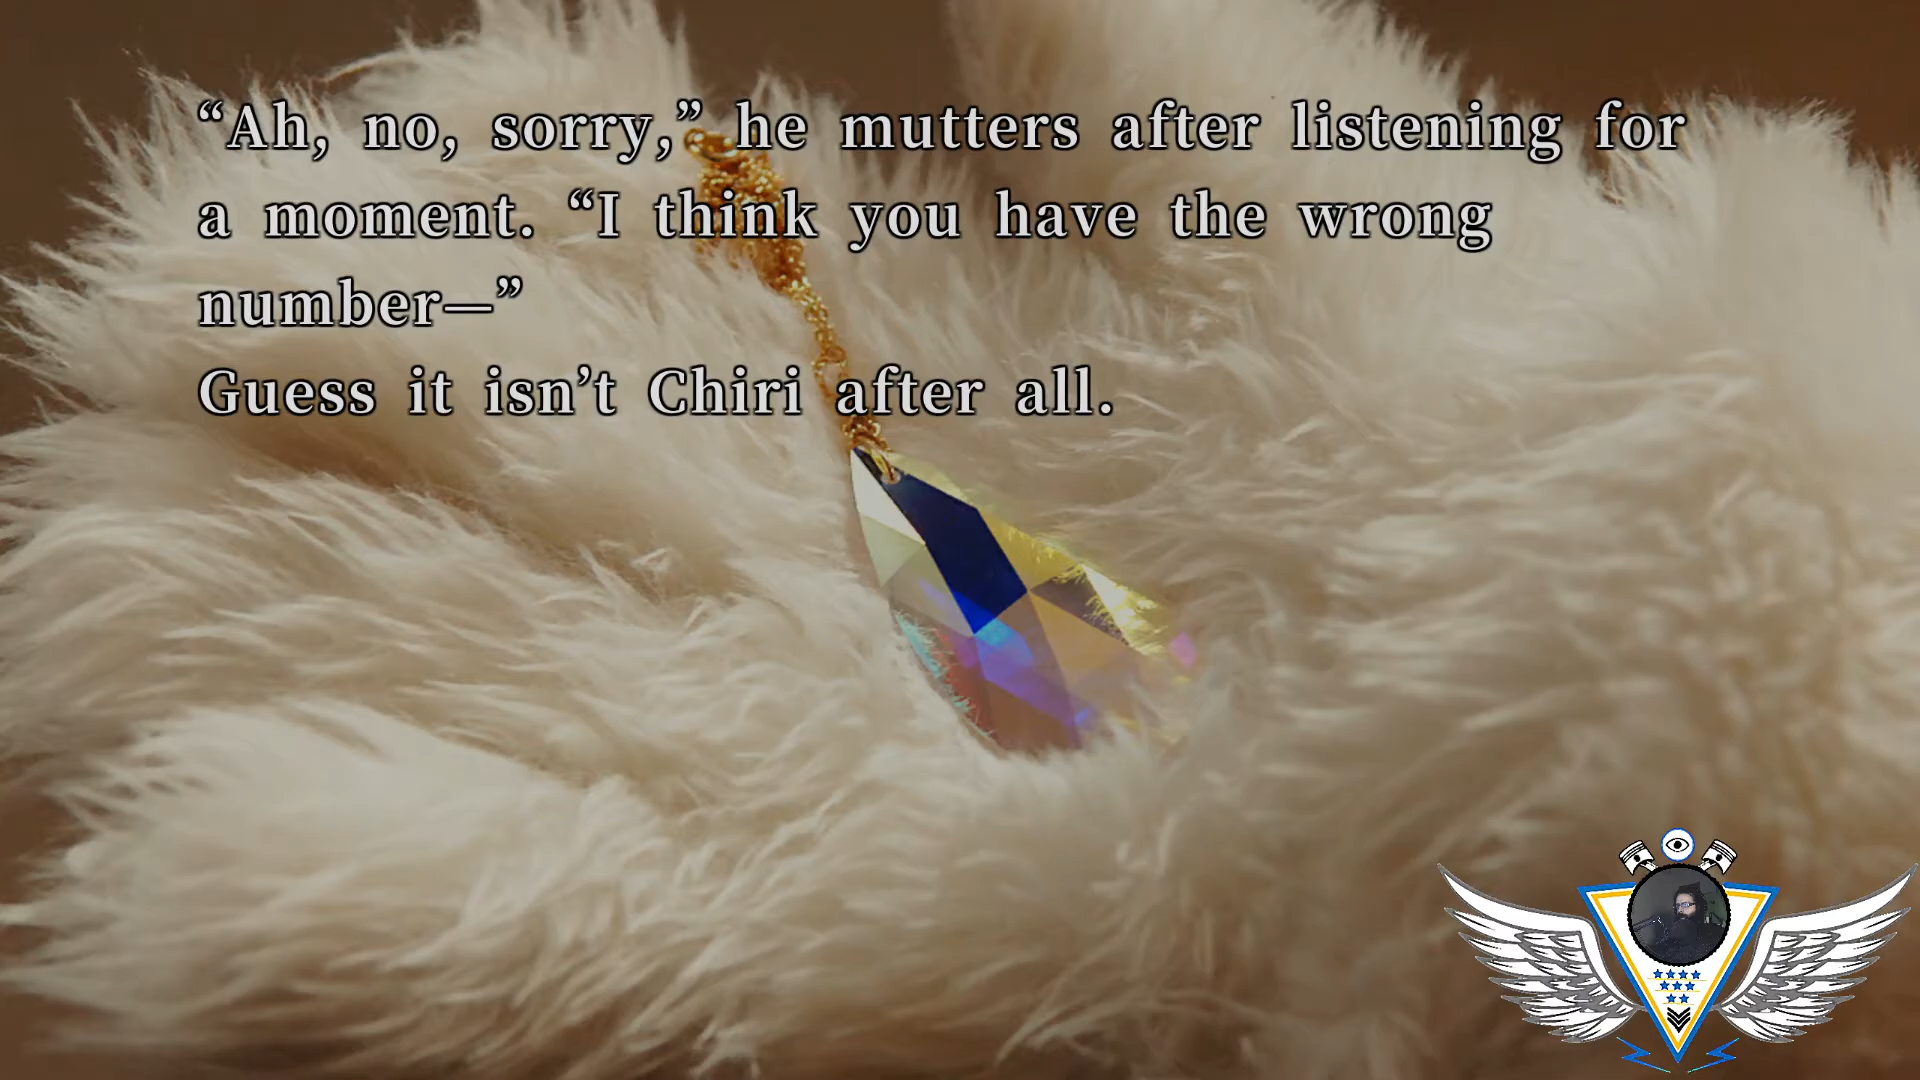 “Ah, no, sorry,” he mutters after listening for
a moment. “I think you have the wrong
number—”
Guess it isn’t Chiri after all.